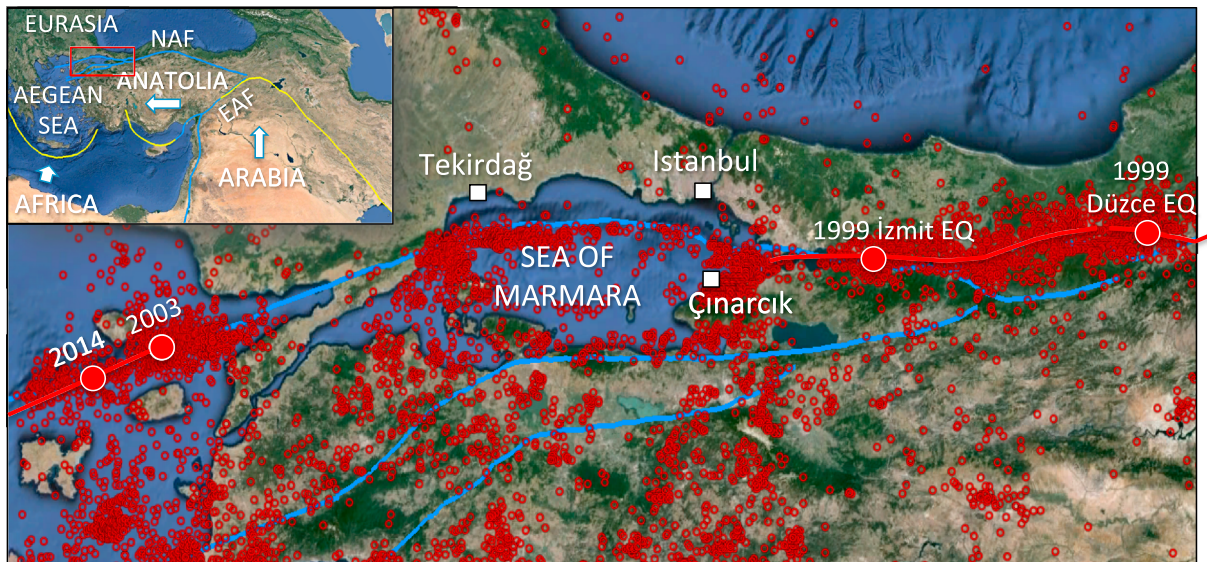 EURASIA
NAF
ANATOLIA
AEGEAN
SEA
EAF
ARABIA
AFRICA
Tekirdağ
Istanbul
1999
Düzce EQ
1999 İzmit EQ
SEA OF
MARMARA
Çınarcık
2003
2014